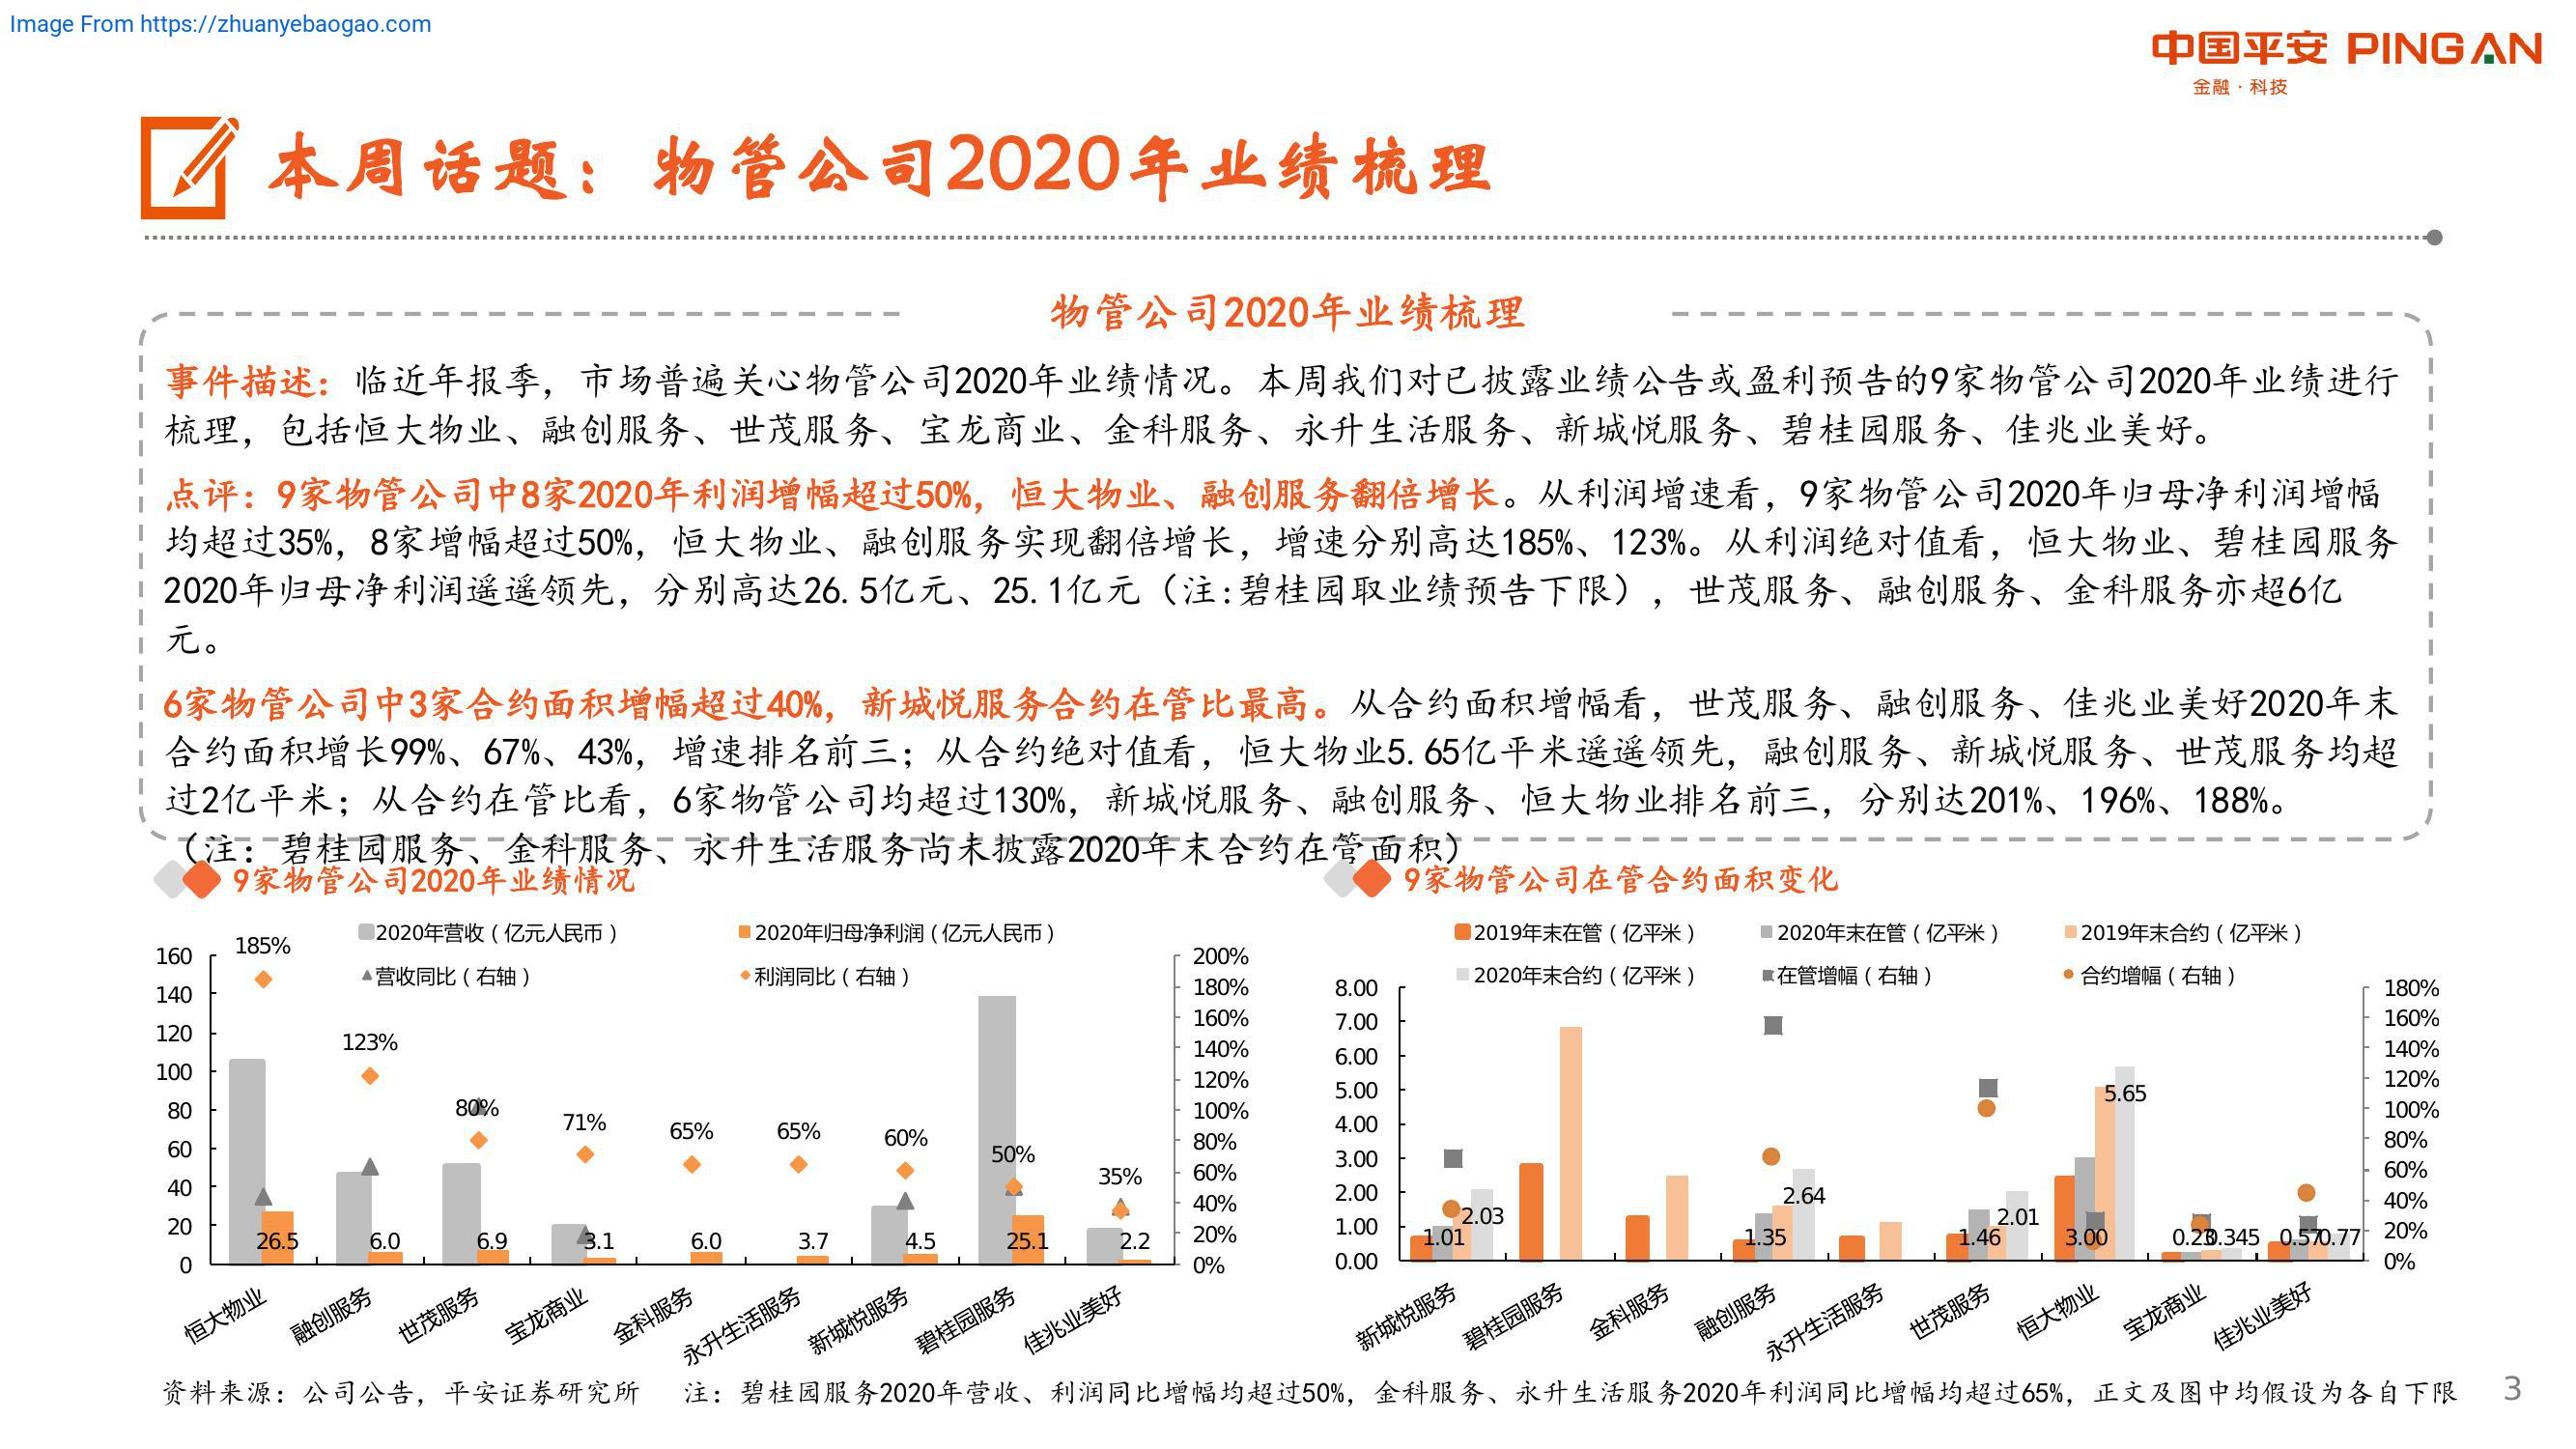 Image From https://zhuanyebaogao.com
中国平安 PINGAN
金融·科技
本周话题：物管公司2020年业绩梳理
物管公司2020年业绩梳理
事件描述：临近年报季，市场普遍关心物管公司2020年业绩情况。本周我们对已披露业绩公告或盈利预告的9家物管公司2020年业绩进行
梳理，包括恒大物业、融创服务、世茂服务、宝龙商业、金科服务、永升生活服务、新城悦服务、碧桂园服务、佳兆业美好。
点评：9家物管公司中8家2020年利润增幅超过50%，恒大物业、融创服务翻倍增长。从利润增速看，9家物管公司2020年归母净利润增幅
均超过35%，8家增幅超过50%，恒大物业、融创服务实现翻倍增长，增速分别高达185%、123%。从利润绝对值看，恒大物业、碧桂园服务
2020年归母净利润遥遥领先，分别高达26.5亿元、25.1亿元（注:碧桂园取业绩预告下限），世茂服务、融创服务、金科服务亦超6亿
元。
6家物管公司中3家合约面积增幅超过40%，新城悦服务合约在管比最高。从合约面积增幅看，世茂服务、融创服务、佳兆业美好2020年末
合约面积增长99%、67%、43%，增速排名前三；从合约绝对值看，恒大物业5.65亿平米遥遥领先，融创服务、新城悦服务、世茂服务均超
过2亿平米；从合约在管比看，6家物管公司均超过130%，新城悦服务、融创服务、恒大物业排名前三，分别达201%、196%、188%。
（注：碧桂园服务、金科服务、永升生活服务尚未披露2020年末合约在管面积）
9家物管公司2020年业绩情况
2020年营收（亿元人民币） 2020年归母净利润（亿元人民币）
营收同比（右轴） 利润同比（右轴）
160 140 120 100 80 60 40 20 0
185% 123% 80% 71% 65% 65% 60% 50% 35%
26.5 6.0 6.9 3.1 6.0 3.7 4.5 25.1 2.2
200% 180% 160% 140% 120% 100% 80% 60% 40% 20% 0%
恒大物业 融创服务 世茂服务 宝龙商业 金科服务 永升生活服务 新城悦服务 碧桂园服务 佳兆业美好
9家物管公司在管合约面积变化
2019年末在管（亿平米） 2020年末在管（亿平米） 2019年末合约（亿平米）
2020年末合约（亿平米） 在管增幅（右轴） 合约增幅（右轴）
8.00 7.00 6.00 5.00 4.00 3.00 2.00 1.00 0.00
1.01 2.03 1.35 2.64 1.46 2.01 3.00 5.65 0.23 0.345 0.57 0.77
180% 160% 140% 120% 100% 80% 60% 40% 20% 0%
新城悦服务 碧桂园服务 金科服务 融创服务 永升生活服务 世茂服务 恒大物业 宝龙商业 佳兆业美好
资料来源：公司公告，平安证券研究所 注：碧桂园服务2020年营收、利润同比增幅均超过50%，金科服务、永升生活服务2020年利润同比增幅均超过65%，正文及图中均假设为各自下限
3